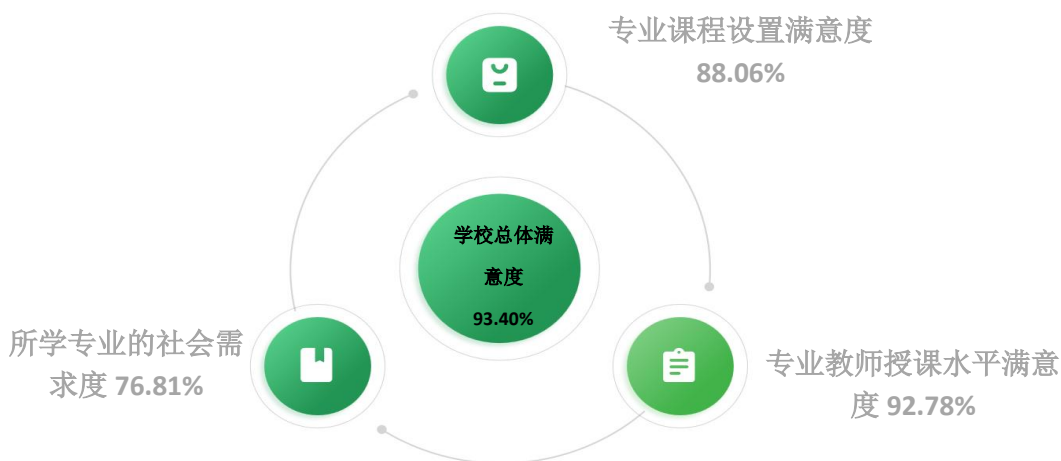 专业课程设置满意度
88.06%
学校总体满
意度
93.40%
所学专业的社会需
求度 76.81%
专业教师授课水平满意
度 92.78%